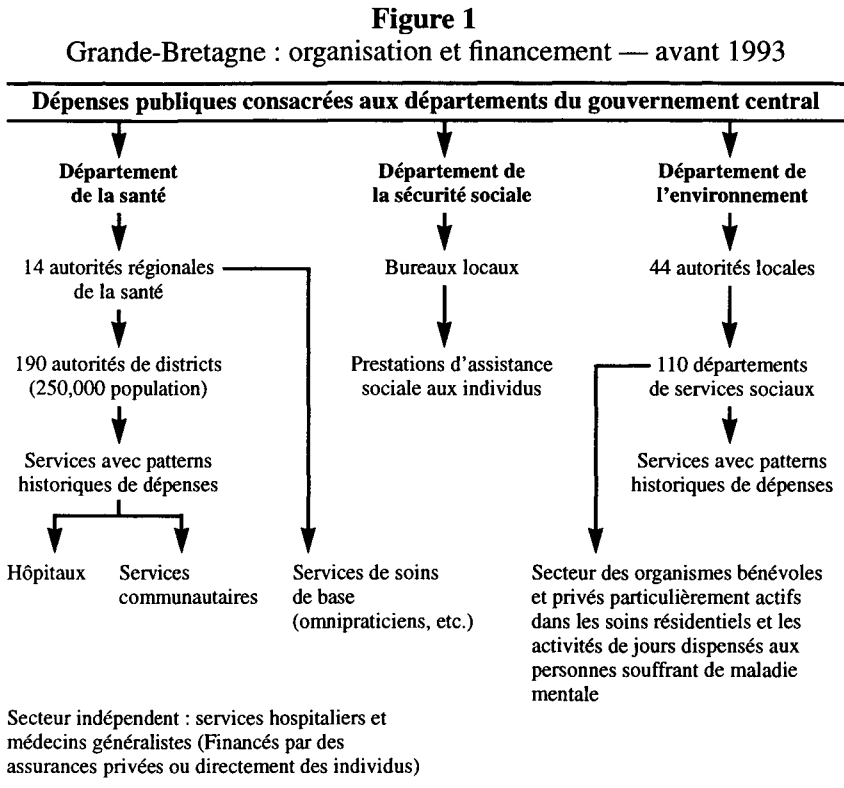 Figure 1
Grande-Bretagne : organisation et financement — avant 1993
Dépenses publiques consacrées aux départements du gouvernement central
Département
de la santé
Département de
la sécurité sociale
Département de
l'environnement
14 autorités régionales
de la santé
Bureaux locaux
44 autorités locales
190 autorités de districts
(250,000 population)
Prestations d'assistance
sociale aux individus
110 départements
de services sociaux
Services avec patterns
historiques de dépenses
Services avec patterns
historiques de dépenses
Hôpitaux
Services
communautaires
Services de soins
de base
(omnipraticiens, etc.)
Secteur des organismes bénévoles
et privés particulièrement actifs
dans les soins résidentiels et les
activités de jours dispensés aux
personnes souffrant de maladie
mentale
Secteur indépendent : services hospitaliers et
médecins généralistes (Financés par des
assurances privées ou directement des individus)